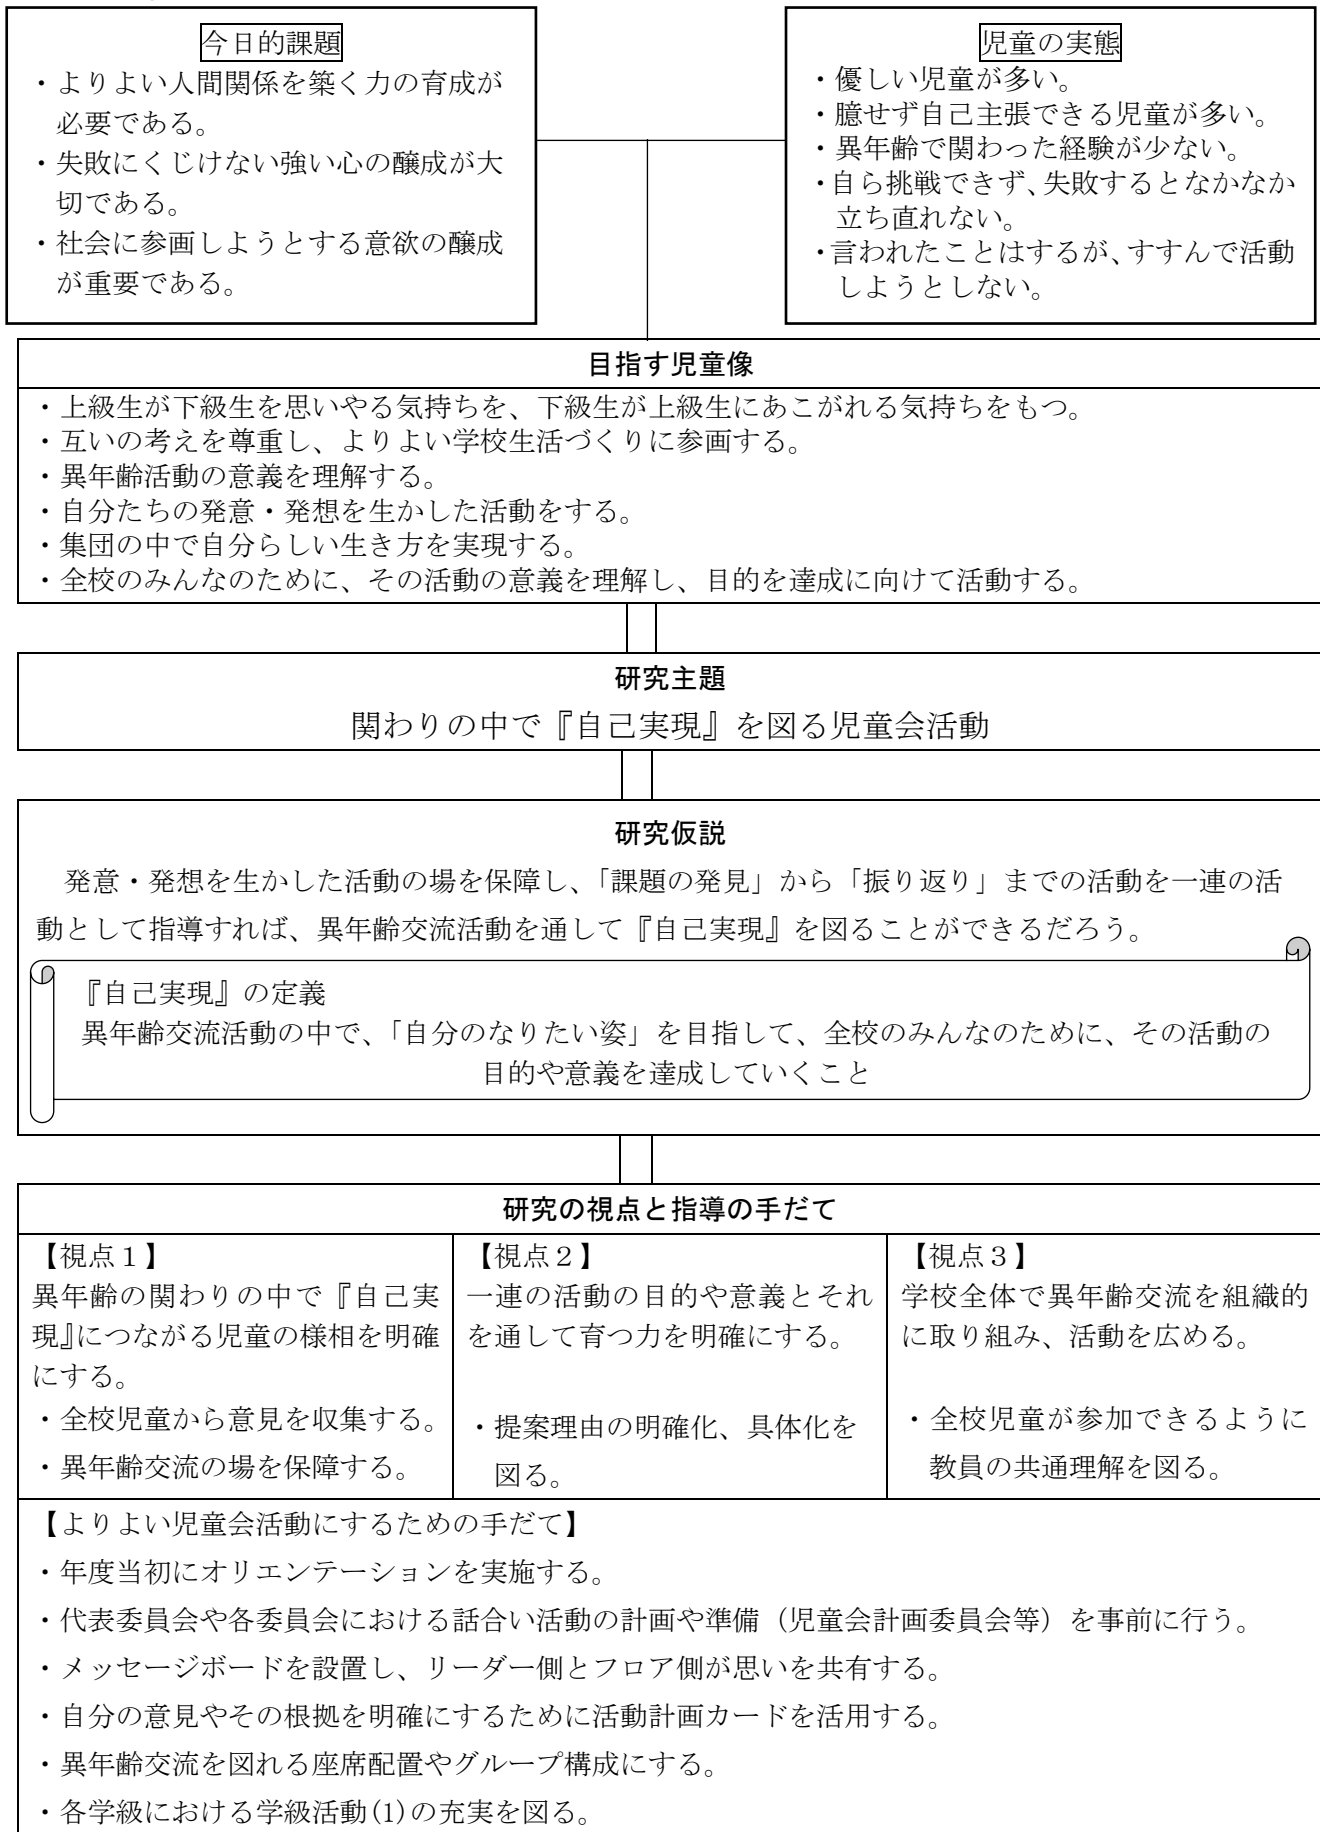 今日的課題
・よりよい人間関係を築く力の育成が
必要である。
・失敗にくじけない強い心の醸成が大
切である。
・社会に参画しようとする意欲の醸成
が重要である。
児童の実態
・優しい児童が多い。
・臆せず自己主張できる児童が多い。
・異年齢で関わった経験が少ない。
・自ら挑戦できず、失敗するとなかなか
立ち直れない。
・言われたことはするが、すすんで活動
しようとしない。
目指す児童像
・上級生が下級生を思いやる気持ちを、下級生が上級生にあこがれる気持ちをもつ。
・互いの考えを尊重し、よりよい学校生活づくりに参画する。
・異年齢活動の意義を理解する。
・自分たちの発意・発想を生かした活動をする。
・集団の中で自分らしい生き方を実現する。
・全校のみんなのために、その活動の意義を理解し、目的を達成に向けて活動する。
研究主題
関わりの中で『自己実現』を図る児童会活動
研究仮説
発意・発想を生かした活動の場を保障し、「課題の発見」から「振り返り」までの活動を一連の活
動として指導すれば、異年齢交流活動を通して『自己実現』を図ることができるだろう。
『自己実現』の定義
異年齢交流活動の中で、「自分のなりたい姿」を目指して、全校のみんなのために、その活動の
目的や意義を達成していくこと
研究の視点と指導の手だて
【視点１】
異年齢の関わりの中で『自己実
現』につながる児童の様相を明確
にする。
・全校児童から意見を収集する。
・異年齢交流の場を保障する。
【視点２】
一連の活動の目的や意義とそれ
を通して育つ力を明確にする。
・提案理由の明確化、具体化を
図る。
【視点３】
学校全体で異年齢交流を組織的
に取り組み、活動を広める。
・全校児童が参加できるように
教員の共通理解を図る。
【よりよい児童会活動にするための手だて】
・年度当初にオリエンテーションを実施する。
・代表委員会や各委員会における話合い活動の計画や準備（児童会計画委員会等）を事前に行う。
・メッセージボードを設置し、リーダー側とフロア側が思いを共有する。
・自分の意見やその根拠を明確にするために活動計画カードを活用する。
・異年齢交流を図れる座席配置やグループ構成にする。
・各学級における学級活動(1)の充実を図る。